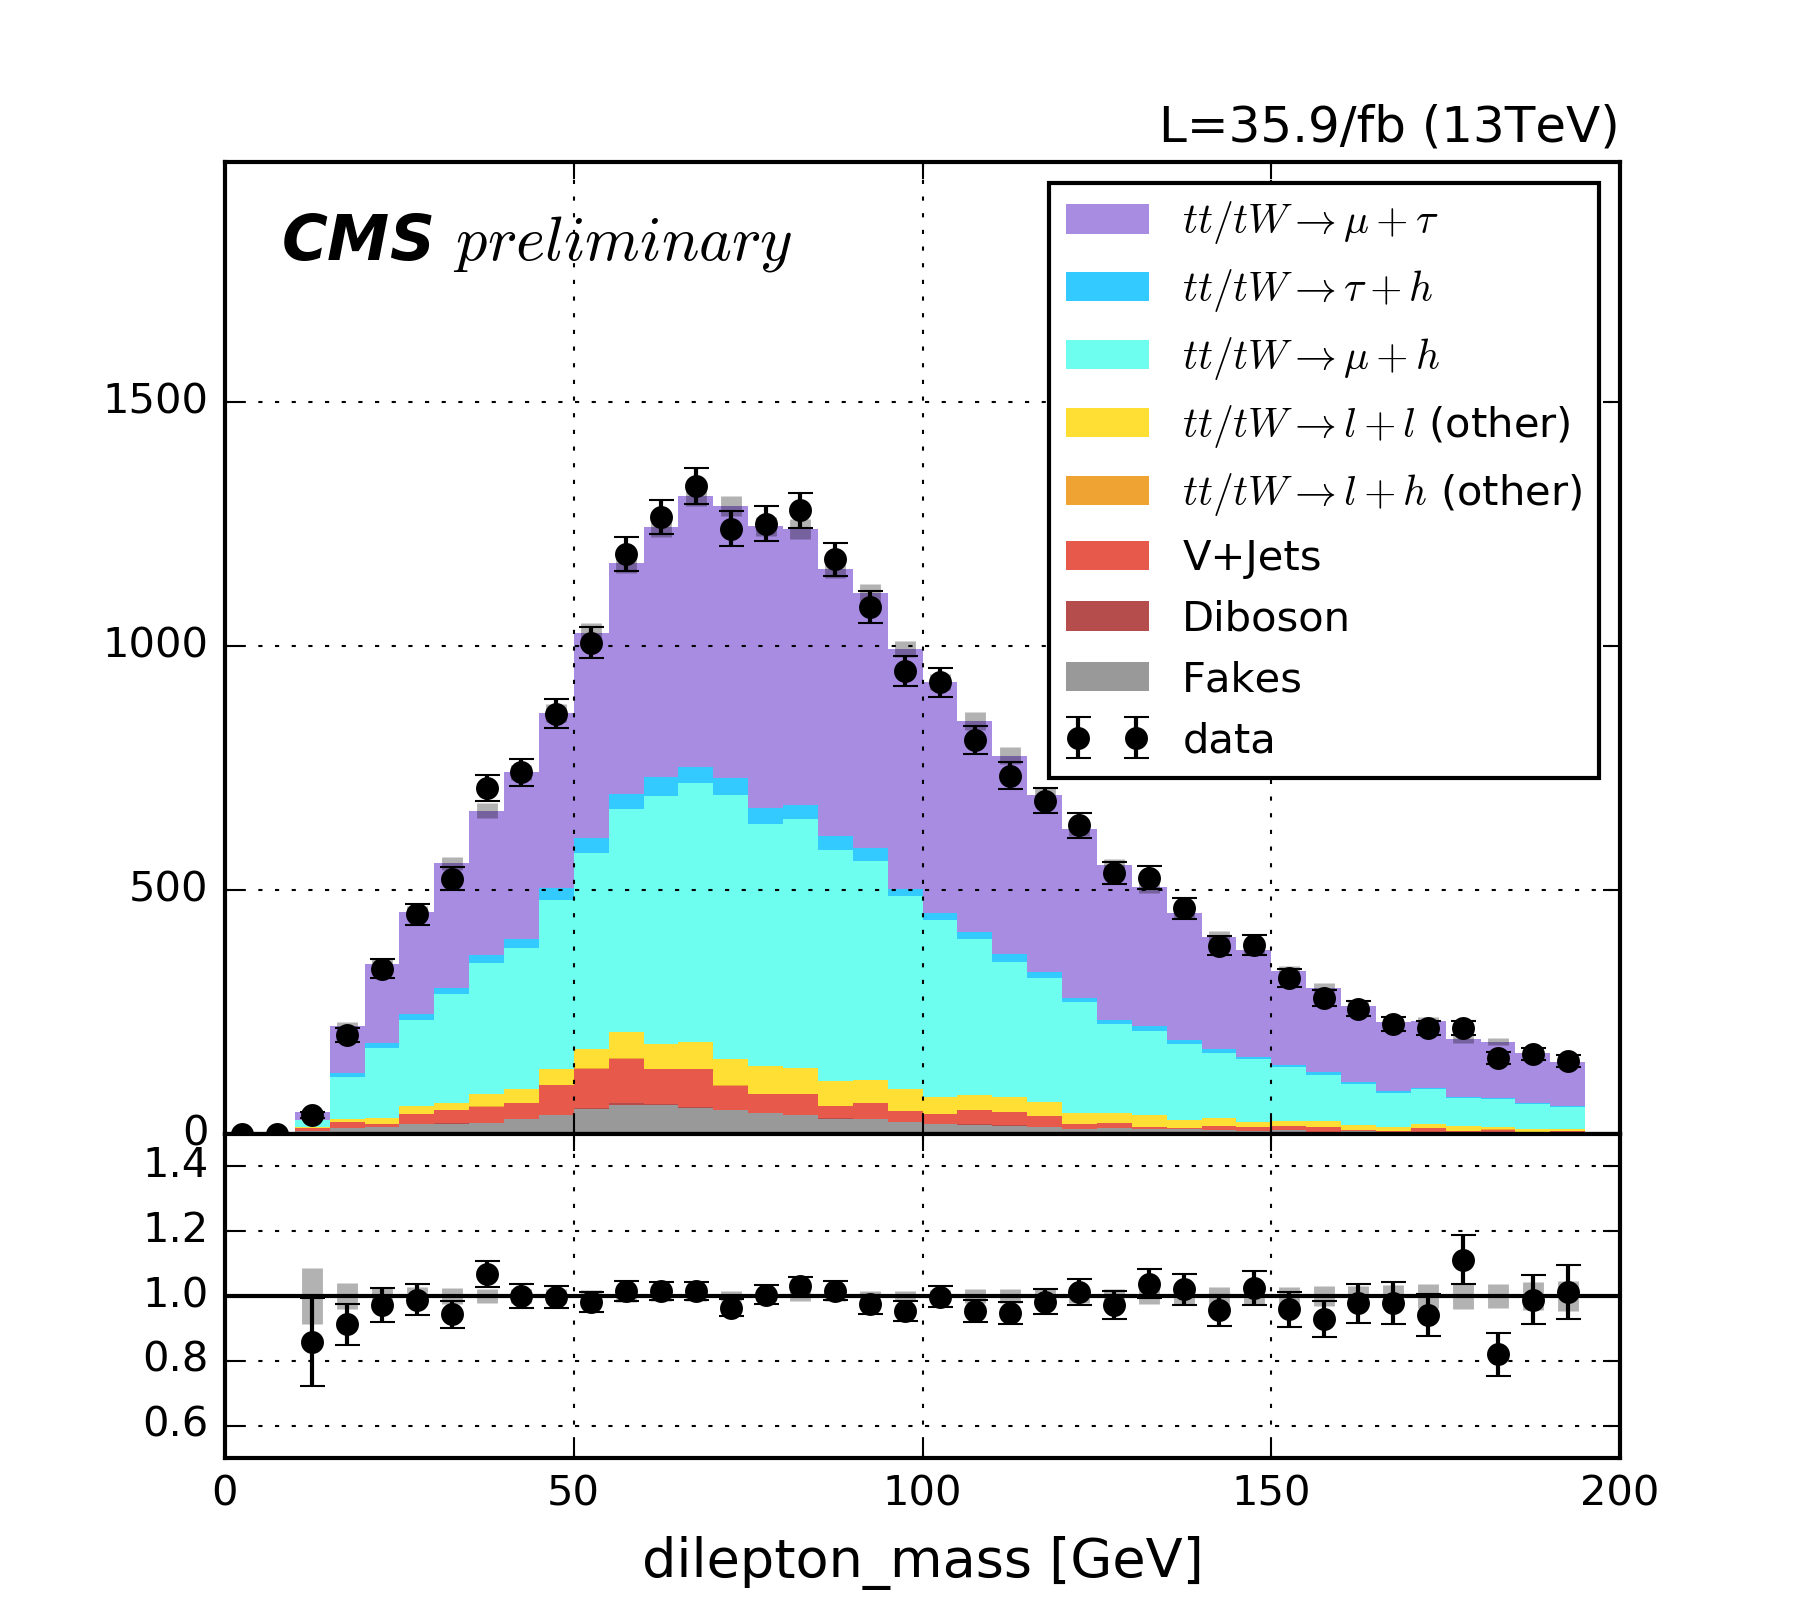 L=35.9/fb (13TeV)
CMS preliminary
tt/tW→μ+τ
tt/tW→τ+h
tt/tW→μ+h
tt/tW→l+l (other)
tt/tW→l+h (other)
V+Jets
Diboson
Fakes
data
1500
1000
500
0
1.4
1.2
1.0
0.8
0.6
0 50 100 150 200
dilepton_mass [GeV]